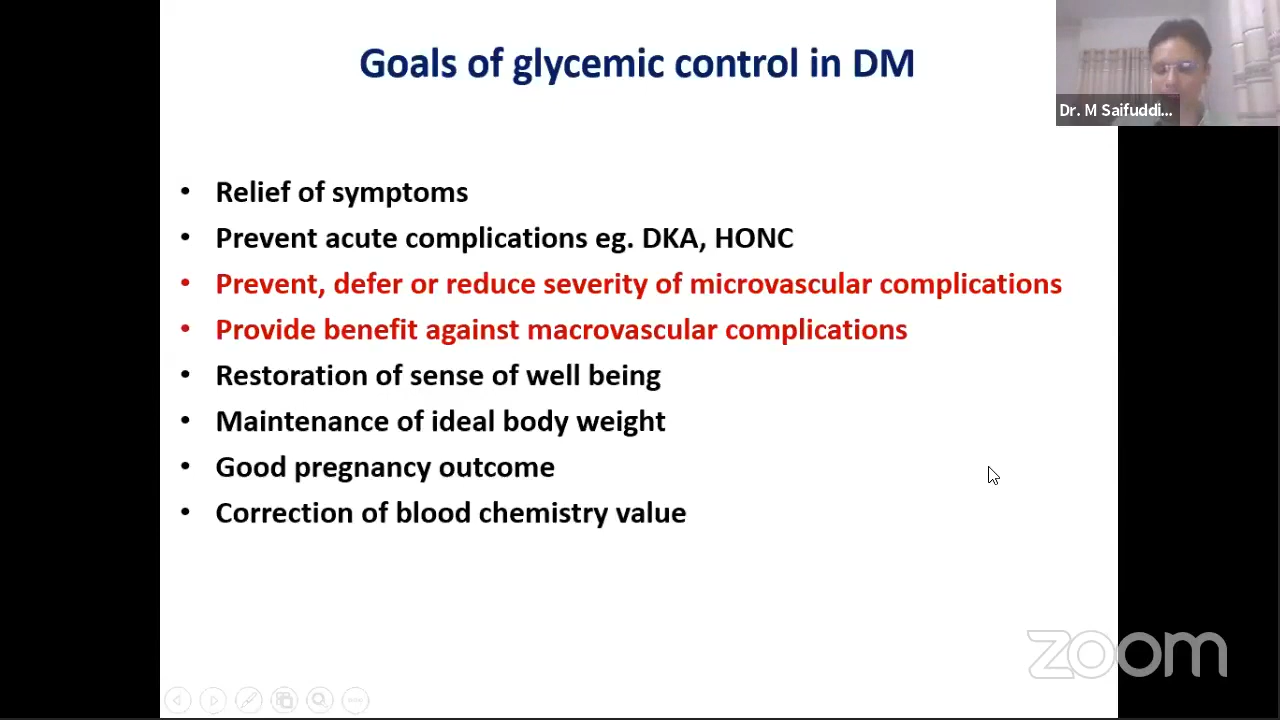 Goals of glycemic control in DM
Dr. M Saifuddi...
• Relief of symptoms
• Prevent acute complications eg. DKA, HONC
• Prevent, defer or reduce severity of microvascular complications
• Provide benefit against macrovascular complications
• Restoration of sense of well being
• Maintenance of ideal body weight
• Good pregnancy outcome
• Correction of blood chemistry value
zoom